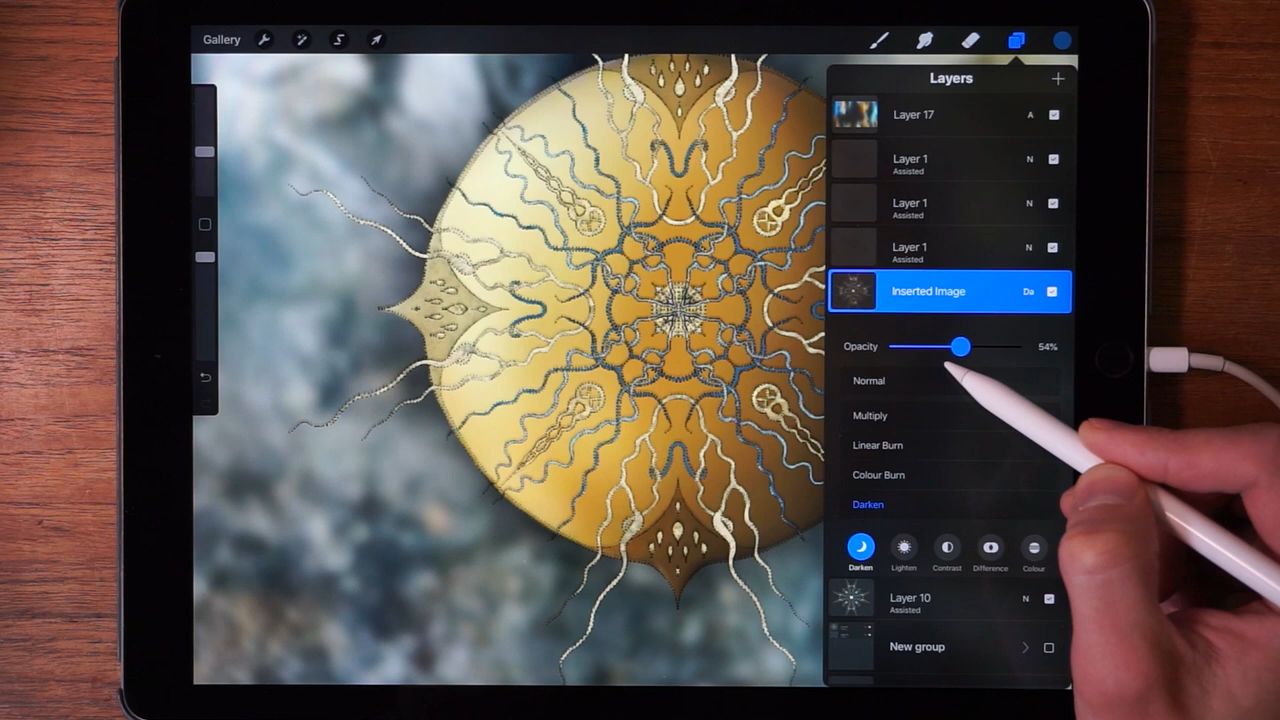 Gallery
Layers
Layer 17
A
Layer 1
N
Assisted
Layer 1
N
Assisted
Layer 1
N
Assisted
Inserted Image
Da
Opacity
54%
Normal
Multiply
Linear Burn
Colour Burn
Darken
Darken
Lighten
Contrast
Difference
Colour
Layer 10
N
Assisted
New group